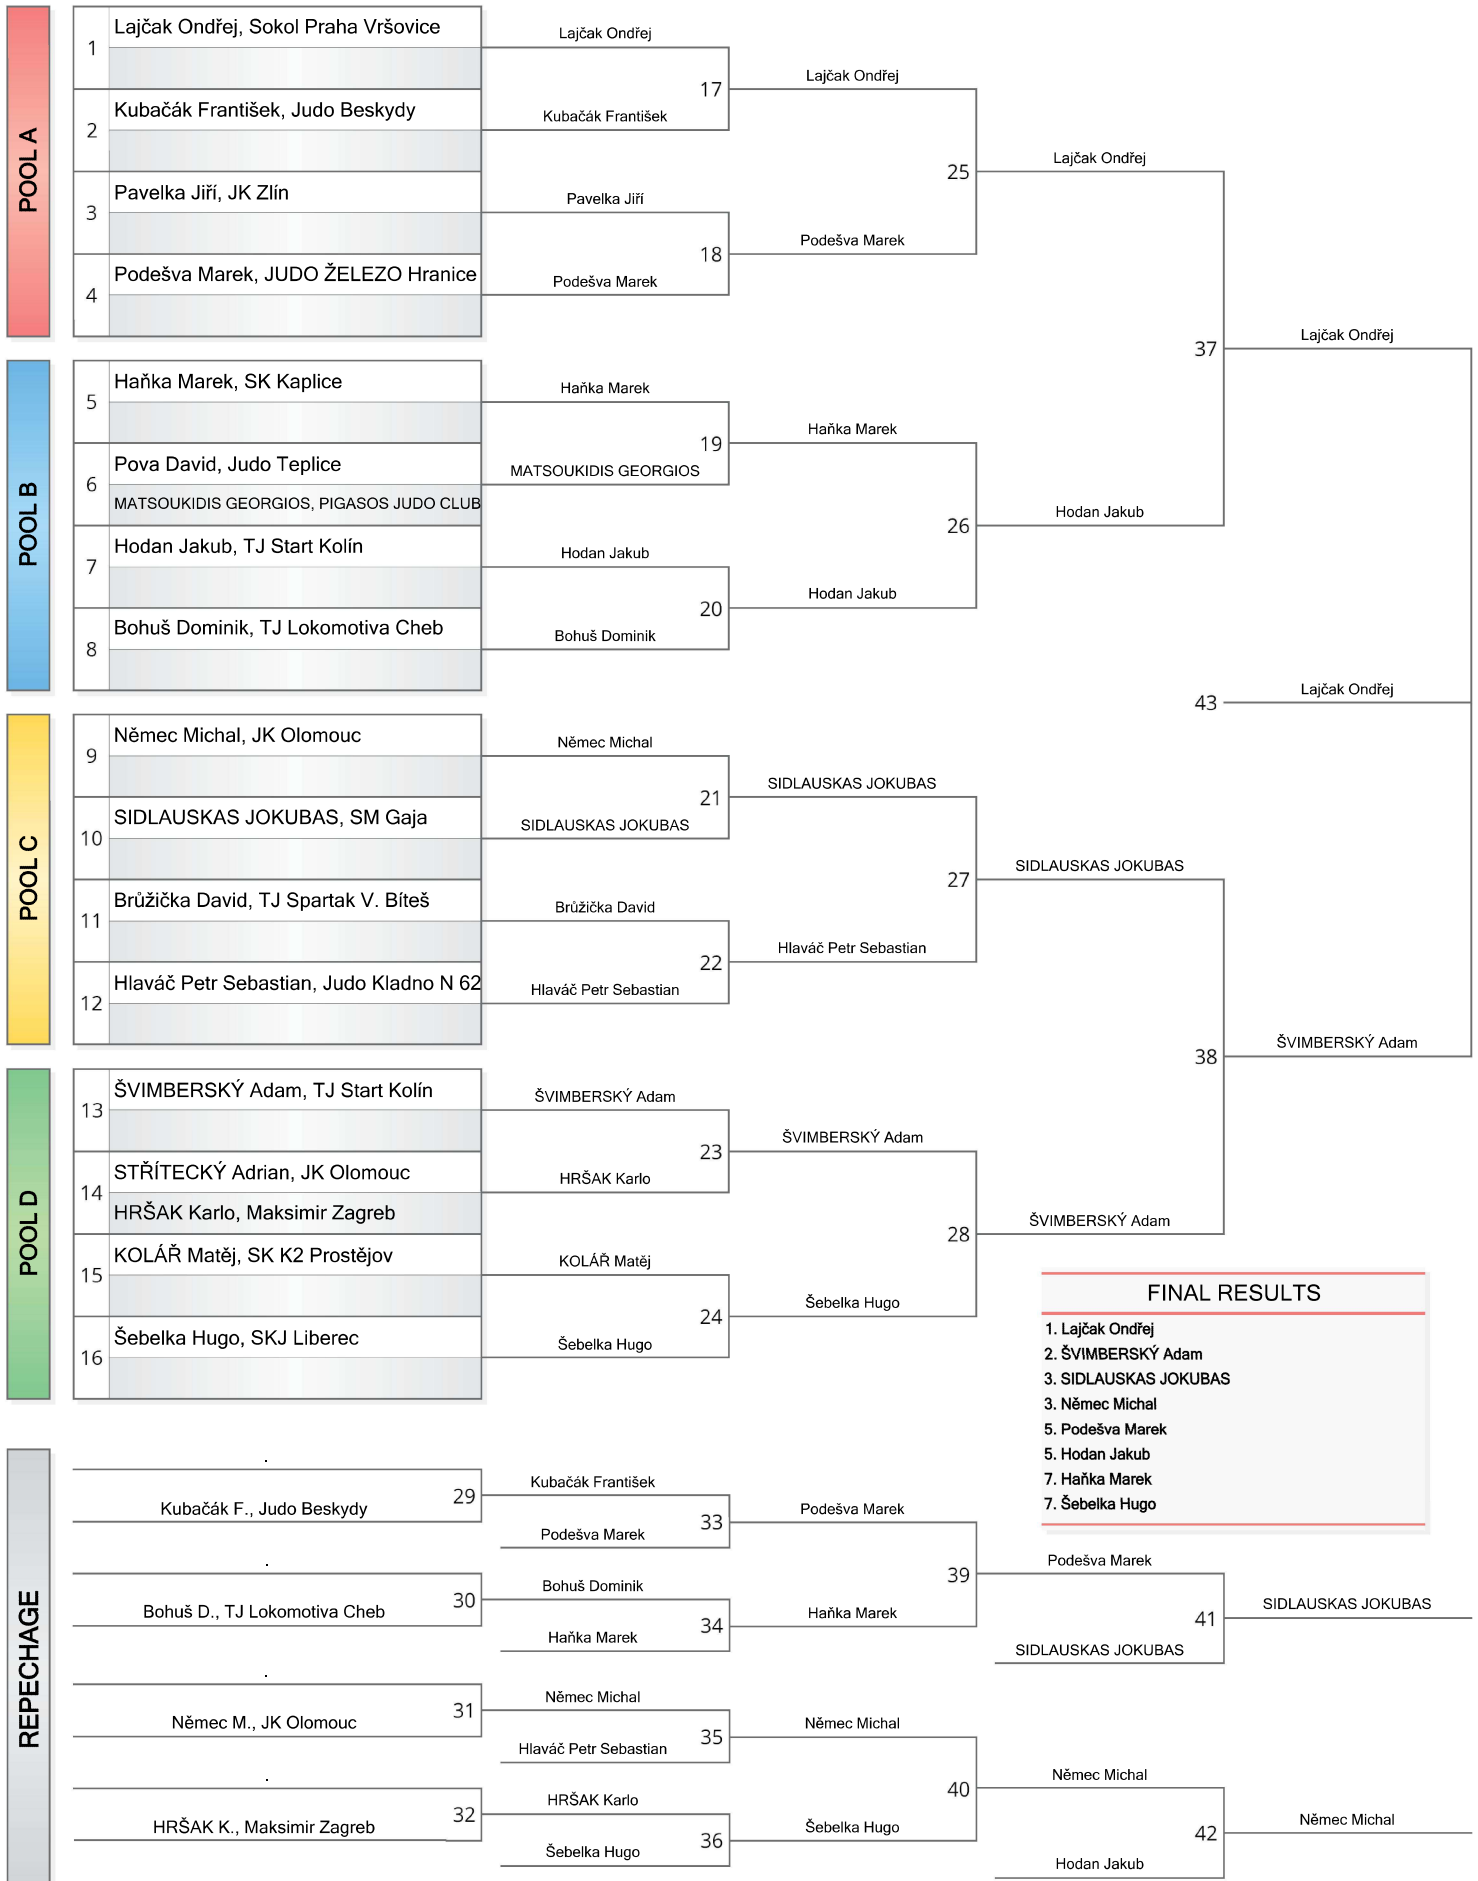 POOL A
1
Lajčak Ondřej, Sokol Praha Vršovice
2
Kubačák František, Judo Beskydy
3
Pavelka Jiří, JK Zlín
4
Podešva Marek, JUDO ŽELEZO Hranice
Lajčak Ondřej
17
Kubačák František
Pavelka Jiří
18
Podešva Marek
Lajčak Ondřej
25
Podešva Marek
Lajčak Ondřej
POOL B
5
Haňka Marek, SK Kaplice
6
Pova David, Judo Teplice
MATSOUKIDIS GEORGIOS, PIGASOS JUDO CLUB
7
Hodan Jakub, TJ Start Kolín
8
Bohuš Dominik, TJ Lokomotiva Cheb
Haňka Marek
19
MATSOUKIDIS GEORGIOS
Hodan Jakub
20
Bohuš Dominik
Haňka Marek
26
Hodan Jakub
Hodan Jakub
37
Lajčak Ondřej
43
Lajčak Ondřej
POOL C
9
Němec Michal, JK Olomouc
10
SIDLAUSKAS JOKUBAS, SM Gaja
11
Brůžička David, TJ Spartak V. Bíteš
12
Hlaváč Petr Sebastian, Judo Kladno N 62
Němec Michal
21
SIDLAUSKAS JOKUBAS
Brůžička David
22
Hlaváč Petr Sebastian
SIDLAUSKAS JOKUBAS
27
Hlaváč Petr Sebastian
SIDLAUSKAS JOKUBAS
POOL D
13
ŠVIMBERSKÝ Adam, TJ Start Kolín
14
STŘÍTECKÝ Adrian, JK Olomouc
HRŠAK Karlo, Maksimir Zagreb
15
KOLÁŘ Matěj, SK K2 Prostějov
16
Šebelka Hugo, SKJ Liberec
ŠVIMBERSKÝ Adam
23
HRŠAK Karlo
KOLÁŘ Matěj
24
Šebelka Hugo
ŠVIMBERSKÝ Adam
28
Šebelka Hugo
ŠVIMBERSKÝ Adam
38
ŠVIMBERSKÝ Adam
FINAL RESULTS
1. Lajčak Ondřej
2. ŠVIMBERSKÝ Adam
3. SIDLAUSKAS JOKUBAS
3. Němec Michal
5. Podešva Marek
5. Hodan Jakub
7. Haňka Marek
7. Šebelka Hugo
REPECHAGE
.
29
Kubačák F., Judo Beskydy
.
30
Bohuš D., TJ Lokomotiva Cheb
.
31
Němec M., JK Olomouc
.
32
HRŠAK K., Maksimir Zagreb
Kubačák František
33
Podešva Marek
Bohuš Dominik
34
Haňka Marek
Němec Michal
35
Hlaváč Petr Sebastian
HRŠAK Karlo
36
Šebelka Hugo
Podešva Marek
39
Haňka Marek
Němec Michal
40
Šebelka Hugo
Podešva Marek
41
SIDLAUSKAS JOKUBAS
SIDLAUSKAS JOKUBAS
Němec Michal
42
Hodan Jakub
Němec Michal